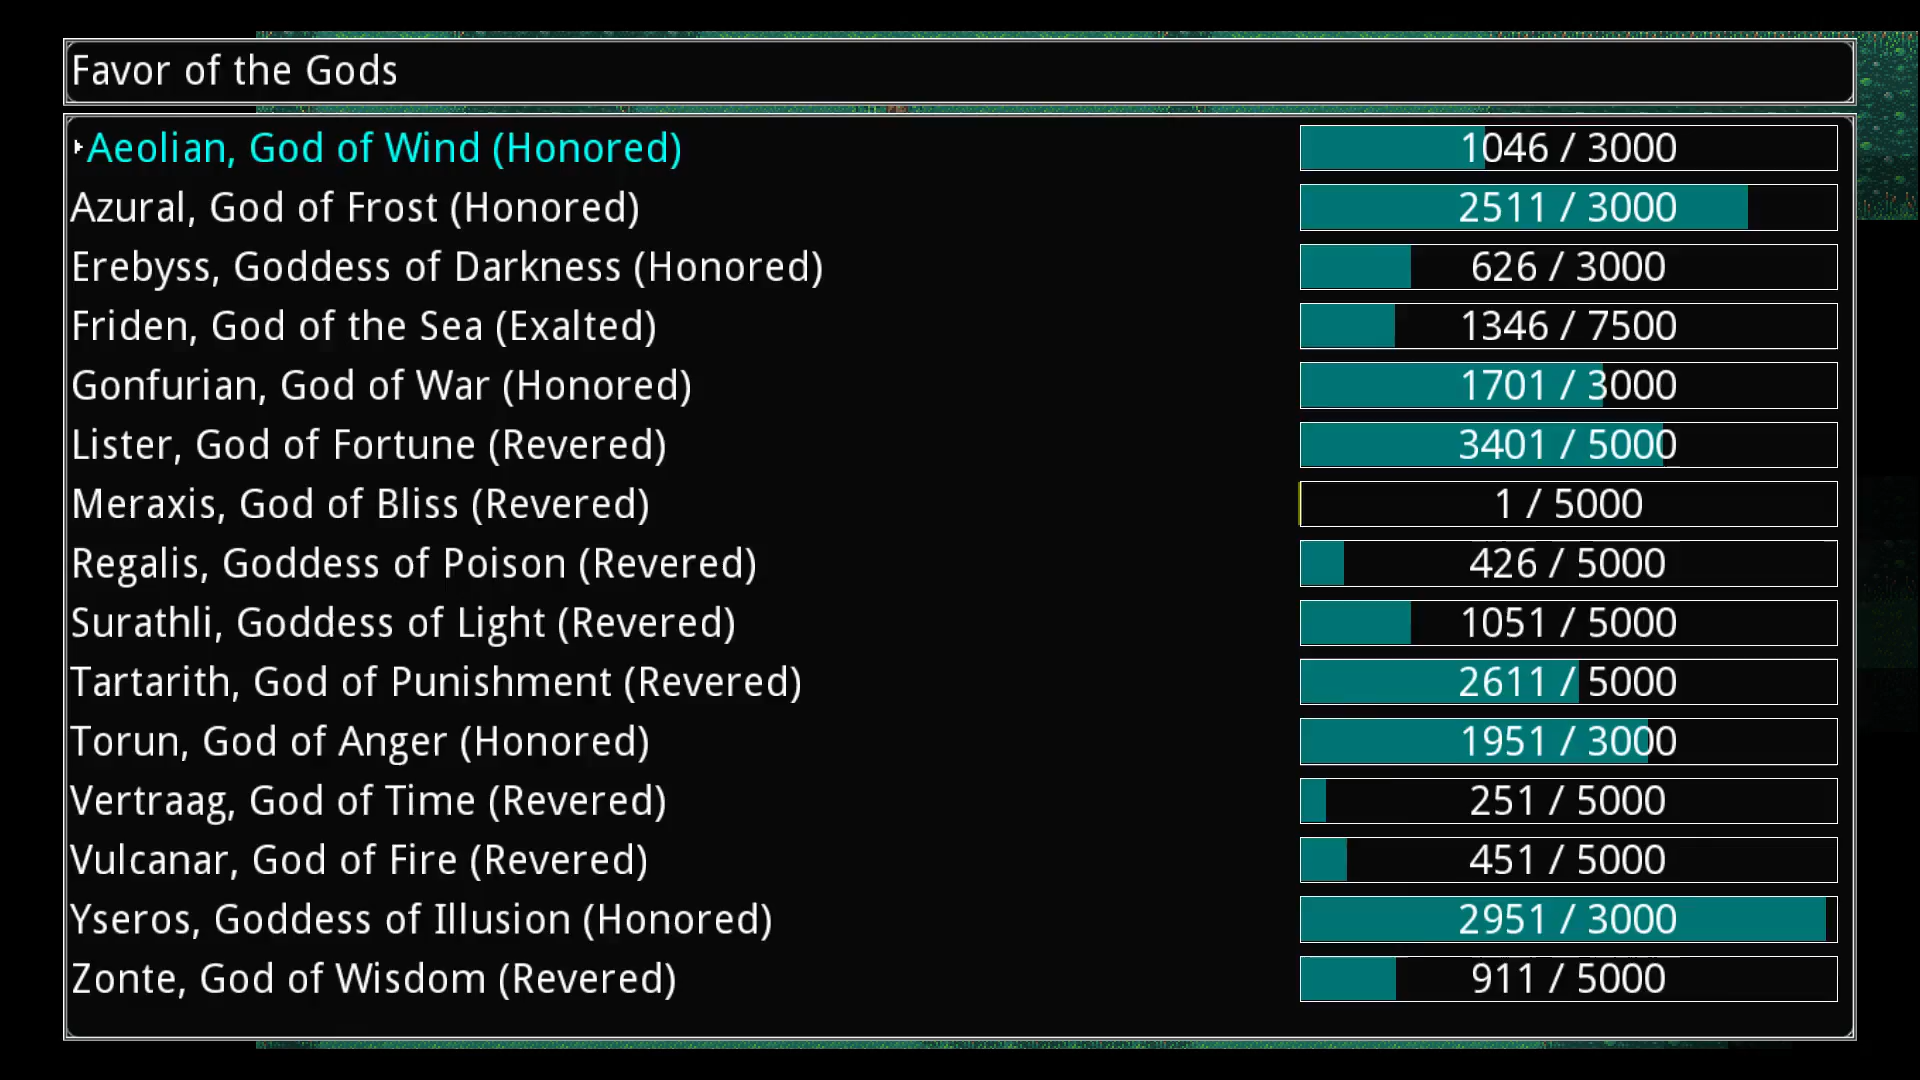 Favor of the Gods
Aeolian, God of Wind (Honored) 1046 / 3000
Azural, God of Frost (Honored) 2511 / 3000
Erebyss, Goddess of Darkness (Honored) 626 / 3000
Friden, God of the Sea (Exalted) 1346 / 7500
Gonfurian, God of War (Honored) 1701 / 3000
Lister, God of Fortune (Revered) 3401 / 5000
Meraxis, God of Bliss (Revered) 1 / 5000
Regalis, Goddess of Poison (Revered) 426 / 5000
Surathli, Goddess of Light (Revered) 1051 / 5000
Tartarith, God of Punishment (Revered) 2611 / 5000
Torun, God of Anger (Honored) 1951 / 3000
Vertraag, God of Time (Revered) 251 / 5000
Vulcanar, God of Fire (Revered) 451 / 5000
Yseros, Goddess of Illusion (Honored) 2951 / 3000
Zonte, God of Wisdom (Revered) 911 / 5000